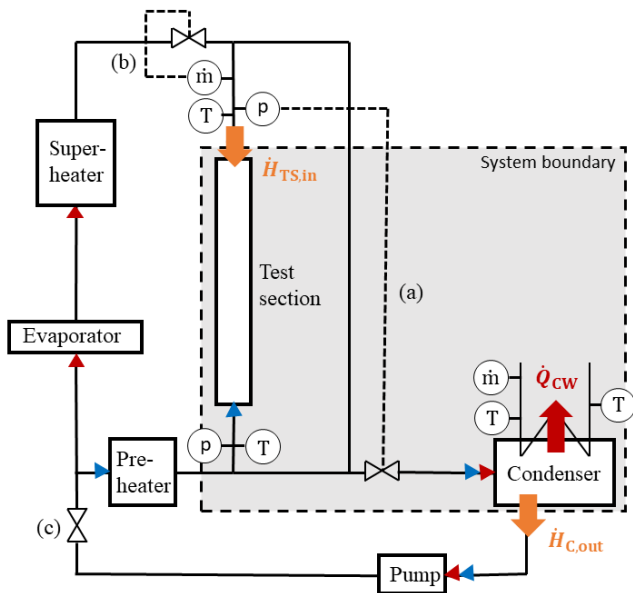 (b)
ṁ
T
p
Super-
heater
Ḣ_TS,in
System boundary
Test
section
(a)
Evaporator
ṁ
Q̇_CW
T
T
p
T
Pre-
heater
Condenser
(c)
Ḣ_C,out
Pump